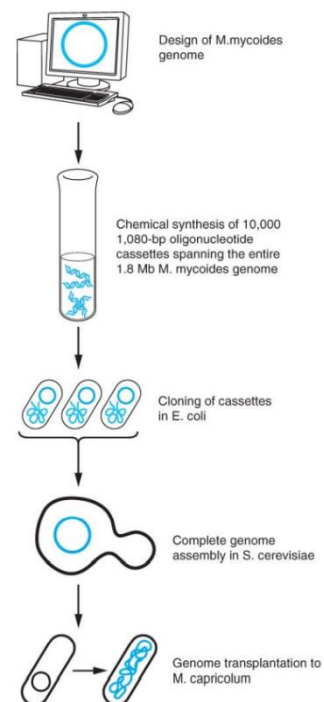 Design of M.mycoides
genome
Chemical synthesis of 10,000
1,080-bp oligonucleotide
cassettes spanning the entire
1.8 Mb M. mycoides genome
Cloning of cassettes
in E. coli
Complete genome
assembly in S. cerevisiae
Genome transplantation to
M. capricolum